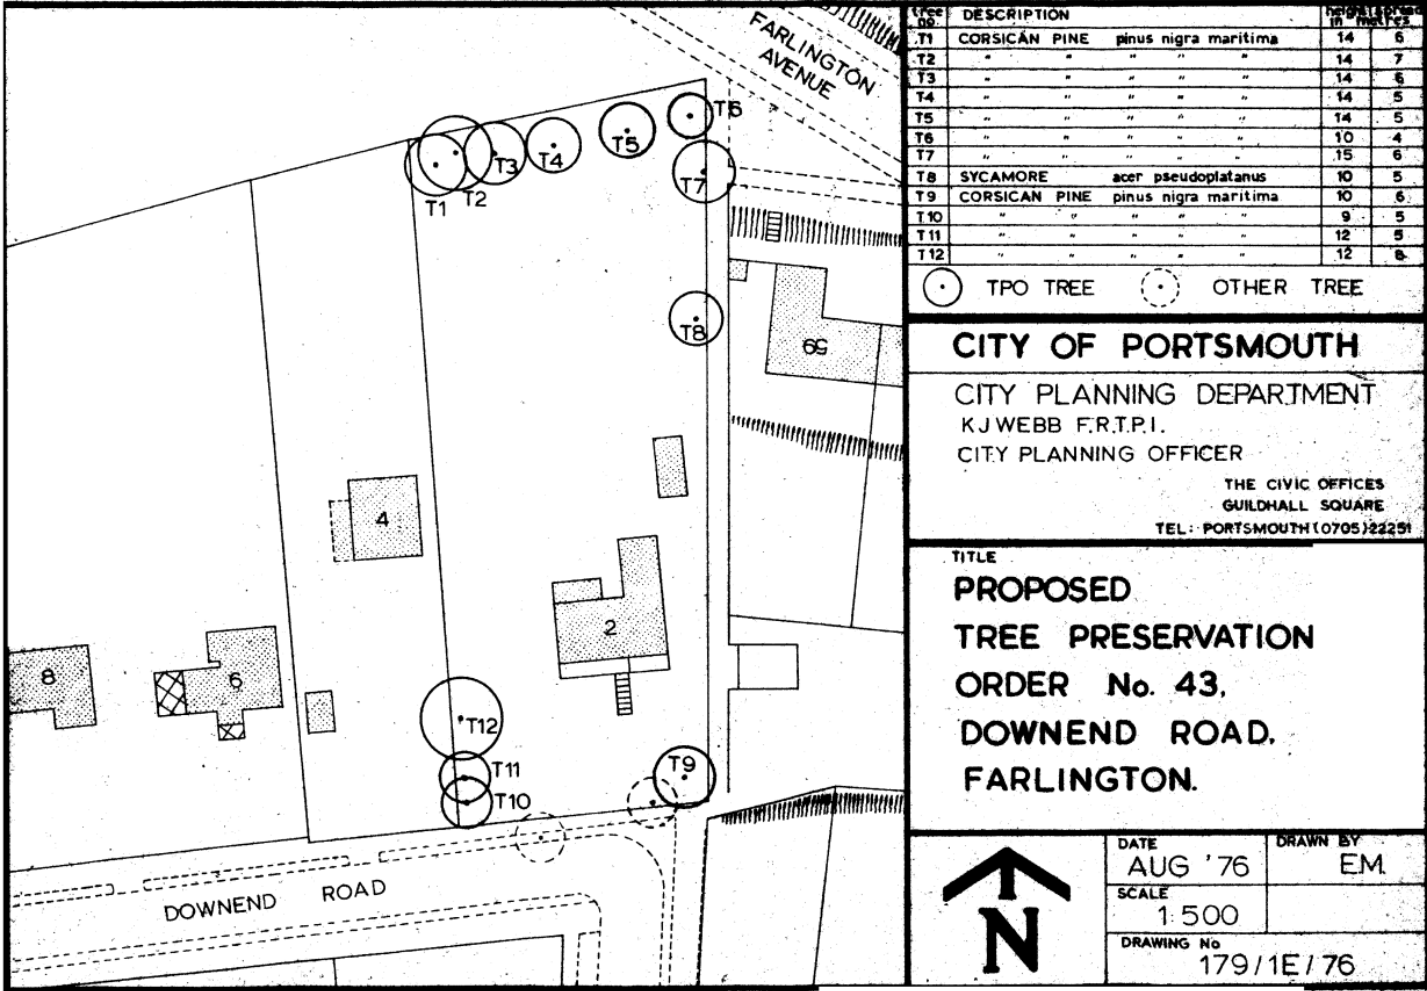 FARLINGTON
AVENUE
T1
T2
T3
T4
T5
T6
T7
T8
59
4
2
8
6
T12
T11
T10
T9
DOWNEND ROAD
tree no. DESCRIPTION height spread
in metres
T1 CORSICAN PINE pinus nigra maritima 14 6
T2 " " " " " 14 7
T3 " " " " " 14 6
T4 " " " " " 14 5
T5 " " " " " 14 5
T6 " " " " " 10 4
T7 " " " " " 15 6
T8 SYCAMORE acer pseudoplatanus 10 5
T9 CORSICAN PINE pinus nigra maritima 10 6
T10 " " " " " 9 5
T11 " " " " " 12 5
T12 " " " " " 12 8
TPO TREE OTHER TREE
CITY OF PORTSMOUTH
CITY PLANNING DEPARTMENT
K J WEBB F.R.T.P.I.
CITY PLANNING OFFICER
THE CIVIC OFFICES
GUILDHALL SQUARE
TEL: PORTSMOUTH (0705) 22251
TITLE
PROPOSED
TREE PRESERVATION
ORDER No. 43,
DOWNEND ROAD,
FARLINGTON.
N
DATE
AUG '76
DRAWN BY
EM.
SCALE
1:500
DRAWING No
179/1E/76